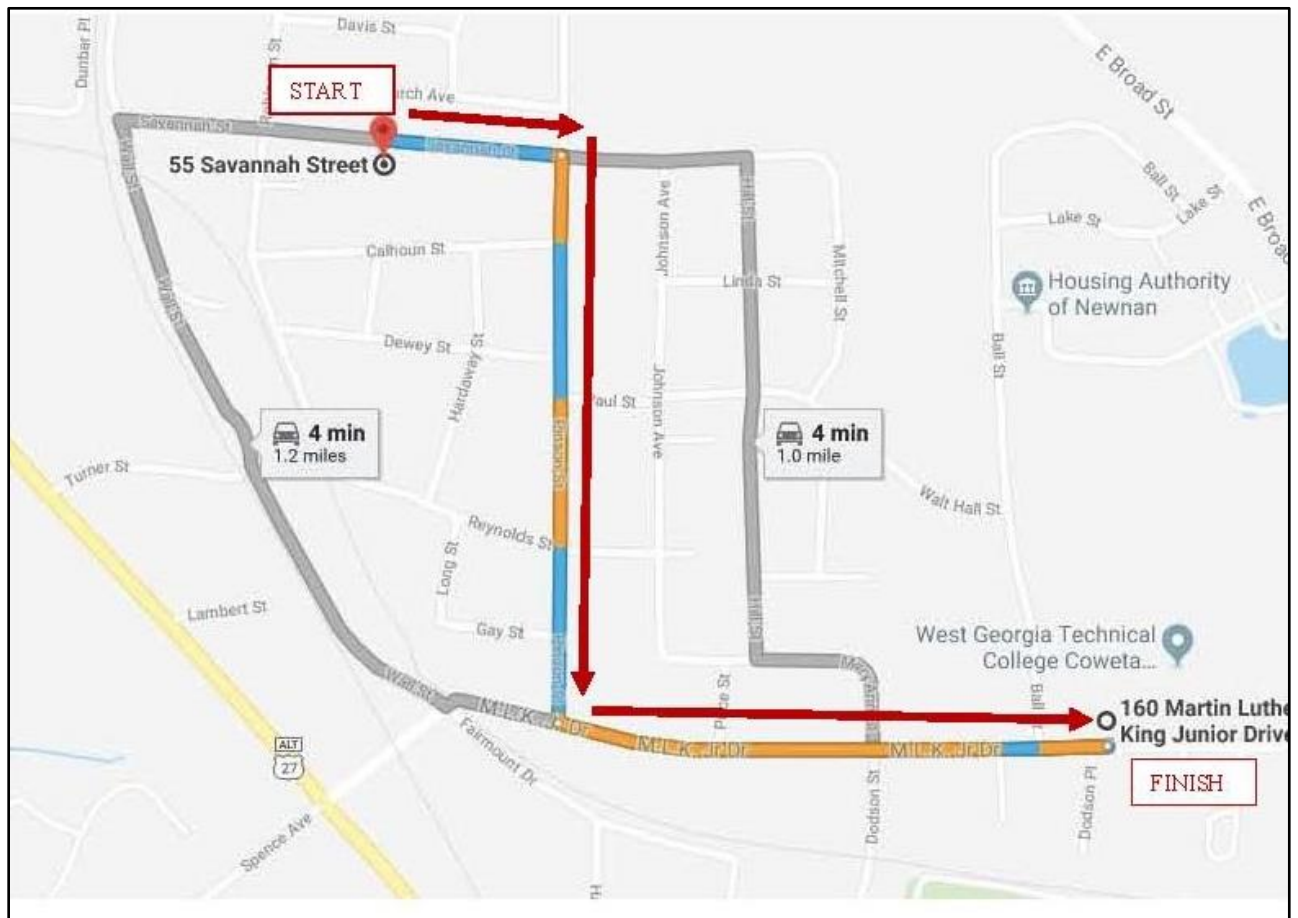 Davis St
Dunbar Pl
E Broad St
START
Savannah St
55 Savannah Street
Wall St
Hill St
Johnson Ave
Ball St
Lake St
Lake St
E Broad
Calhoun St
Mitchell St
Linda St
Housing Authority
of Newnan
Wall St
Dewey St
Hardaway St
Ball St
Johnson Ave
Pinson St
4 min
1.2 miles
4 min
1.0 mile
Turner St
Walt Hall St
Reynolds St
Long St
Lambert St
Gay St
Hill St
West Georgia Technical
College Coweta...
Wall St
M.L.K. Jr Dr
M.L.K. Jr Dr
M.L.K. Jr Dr
160 Martin Luthe
King Junior Drive
Fairmount Dr
ALT
27
FINISH
Spence Ave
Dodson St
Dodson Pl